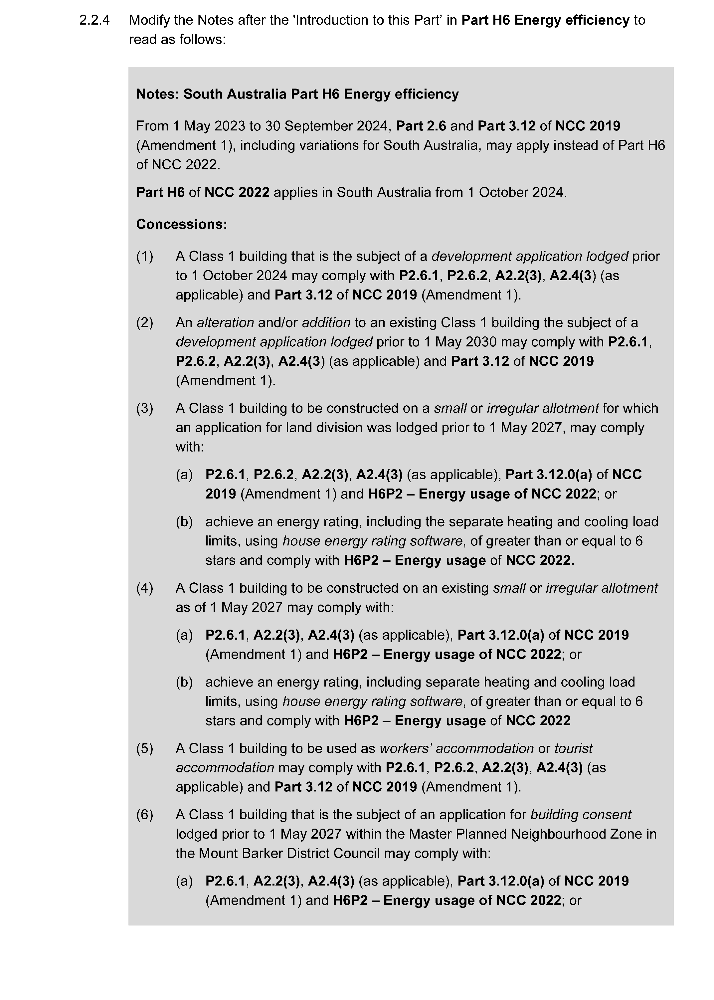 2.2.4 Modify the Notes after the 'Introduction to this Part’ in Part H6 Energy efficiency to
read as follows:
Notes: South Australia Part H6 Energy efficiency
From 1 May 2023 to 30 September 2024, Part 2.6 and Part 3.12 of NCC 2019
(Amendment 1), including variations for South Australia, may apply instead of Part H6
of NCC 2022.
Part H6 of NCC 2022 applies in South Australia from 1 October 2024.
Concessions:
(1) A Class 1 building that is the subject of a development application lodged prior
to 1 October 2024 may comply with P2.6.1, P2.6.2, A2.2(3), A2.4(3) (as
applicable) and Part 3.12 of NCC 2019 (Amendment 1).
(2) An alteration and/or addition to an existing Class 1 building the subject of a
development application lodged prior to 1 May 2030 may comply with P2.6.1,
P2.6.2, A2.2(3), A2.4(3) (as applicable) and Part 3.12 of NCC 2019
(Amendment 1).
(3) A Class 1 building to be constructed on a small or irregular allotment for which
an application for land division was lodged prior to 1 May 2027, may comply
with:
(a) P2.6.1, P2.6.2, A2.2(3), A2.4(3) (as applicable), Part 3.12.0(a) of NCC
2019 (Amendment 1) and H6P2 – Energy usage of NCC 2022; or
(b) achieve an energy rating, including the separate heating and cooling load
limits, using house energy rating software, of greater than or equal to 6
stars and comply with H6P2 – Energy usage of NCC 2022.
(4) A Class 1 building to be constructed on an existing small or irregular allotment
as of 1 May 2027 may comply with:
(a) P2.6.1, A2.2(3), A2.4(3) (as applicable), Part 3.12.0(a) of NCC 2019
(Amendment 1) and H6P2 – Energy usage of NCC 2022; or
(b) achieve an energy rating, including separate heating and cooling load
limits, using house energy rating software, of greater than or equal to 6
stars and comply with H6P2 – Energy usage of NCC 2022
(5) A Class 1 building to be used as workers’ accommodation or tourist
accommodation may comply with P2.6.1, P2.6.2, A2.2(3), A2.4(3) (as
applicable) and Part 3.12 of NCC 2019 (Amendment 1).
(6) A Class 1 building that is the subject of an application for building consent
lodged prior to 1 May 2027 within the Master Planned Neighbourhood Zone in
the Mount Barker District Council may comply with:
(a) P2.6.1, A2.2(3), A2.4(3) (as applicable), Part 3.12.0(a) of NCC 2019
(Amendment 1) and H6P2 – Energy usage of NCC 2022; or